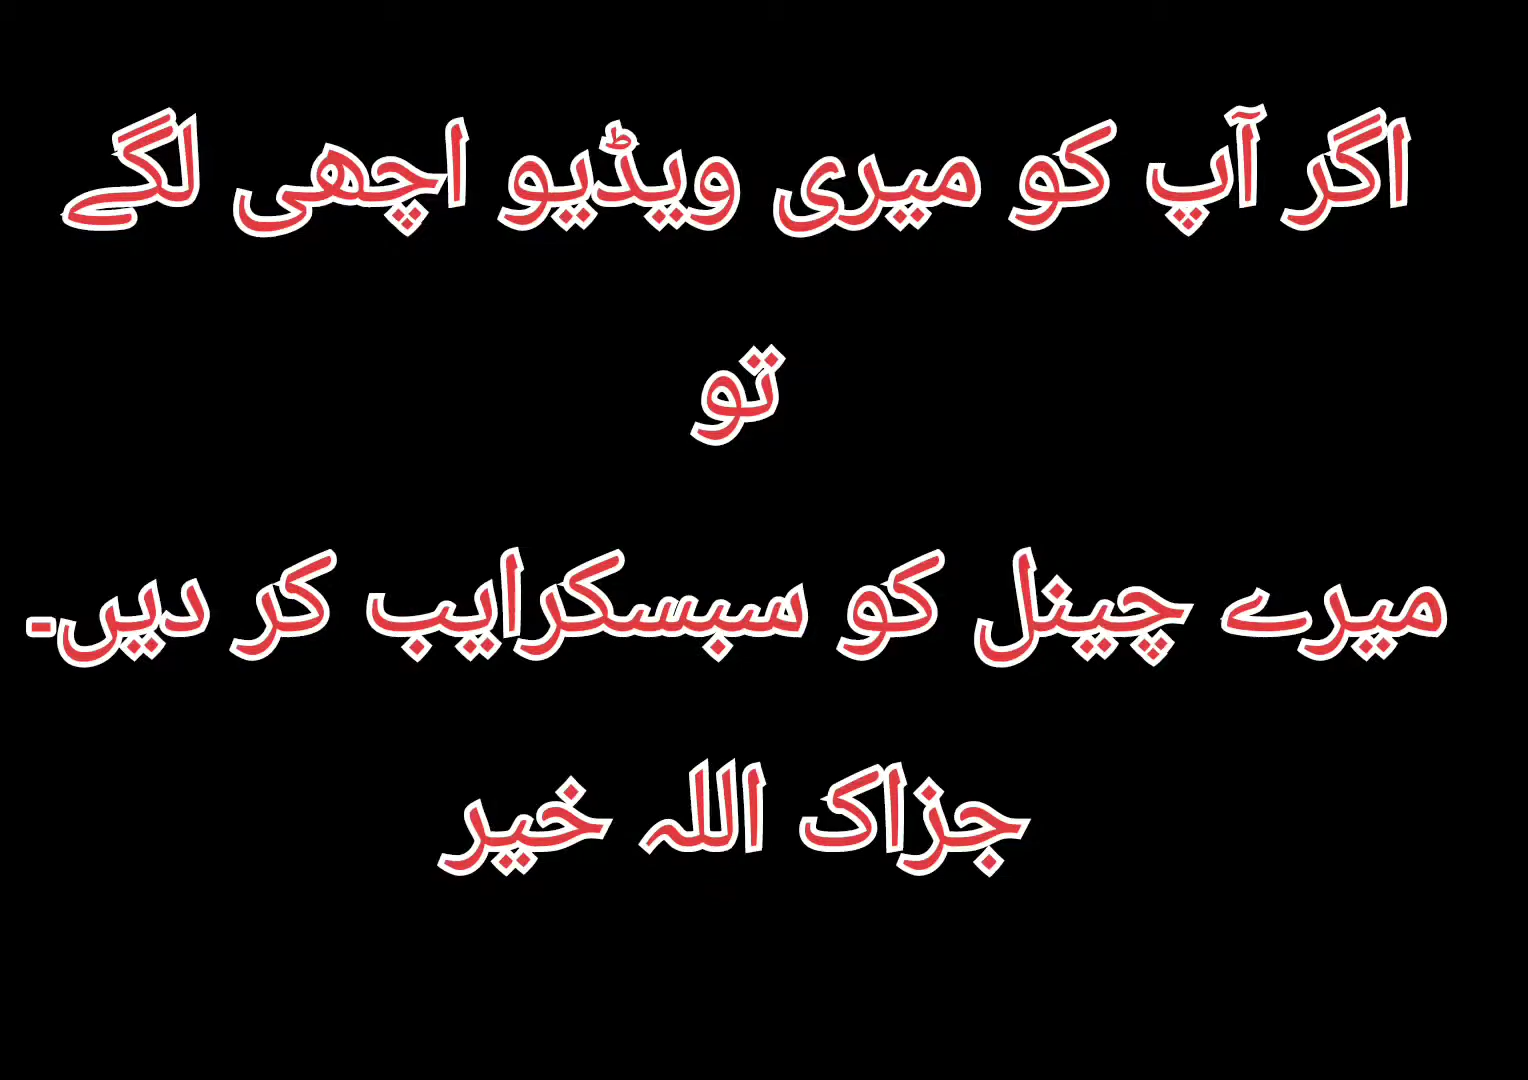 اگر آپ کو میری ویڈیو اچھی لگے
تو
میرے چینل کو سبسکرایب کر دیں۔
جزاک اللہ خیر